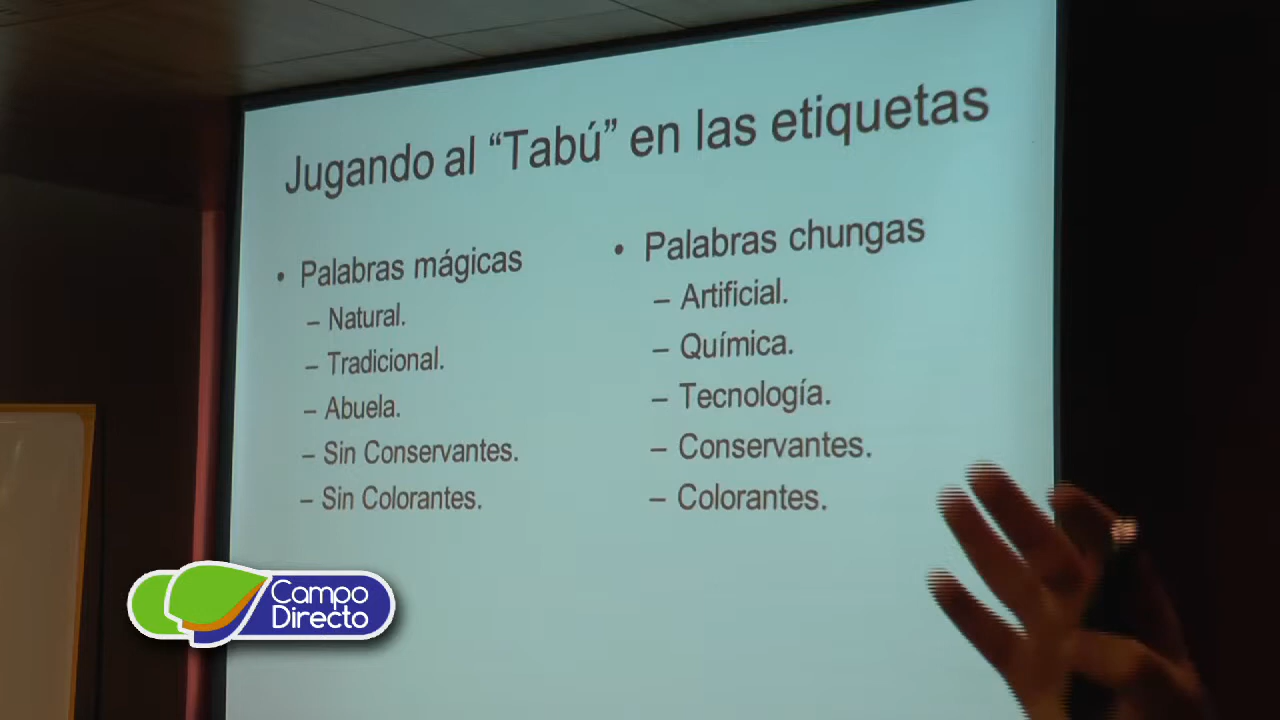 Jugando al “Tabú” en las etiquetas
• Palabras mágicas
– Natural.
– Tradicional.
– Abuela.
– Sin Conservantes.
– Sin Colorantes.
• Palabras chungas
– Artificial.
– Química.
– Tecnología.
– Conservantes.
– Colorantes.
Campo
Directo